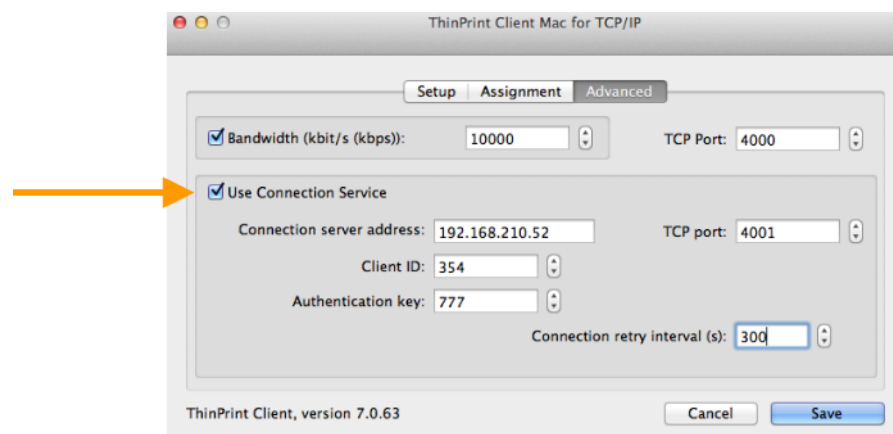 ThinPrint Client Mac for TCP/IP
Setup Assignment Advanced
Bandwidth (kbit/s (kbps)): 10000 TCP Port: 4000
Use Connection Service
Connection server address: 192.168.210.52 TCP port: 4001
Client ID: 354
Authentication key: 777
Connection retry interval (s): 300
ThinPrint Client, version 7.0.63 Cancel Save